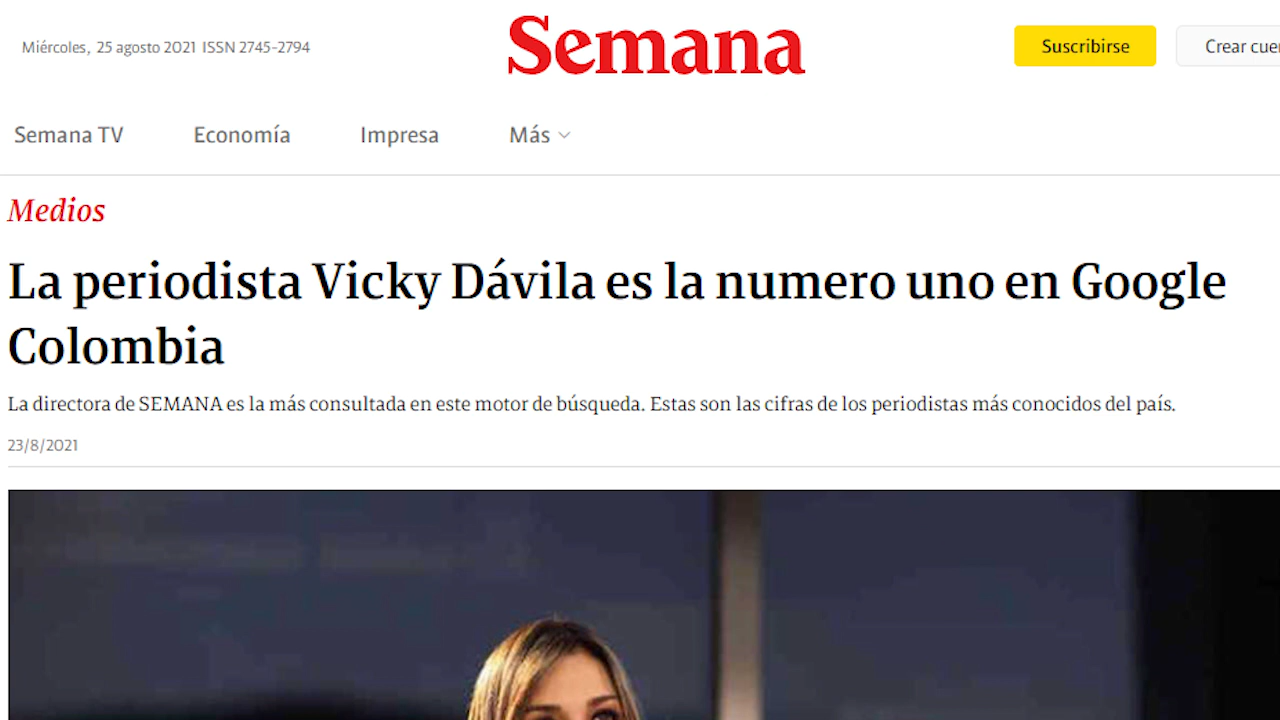 Miércoles, 25 agosto 2021 ISSN 2745-2794
Semana
Suscribirse
Crear cuen
Semana TV
Economía
Impresa
Más
Medios
La periodista Vicky Dávila es la numero uno en Google
Colombia
La directora de SEMANA es la más consultada en este motor de búsqueda. Estas son las cifras de los periodistas más conocidos del país.
23/8/2021